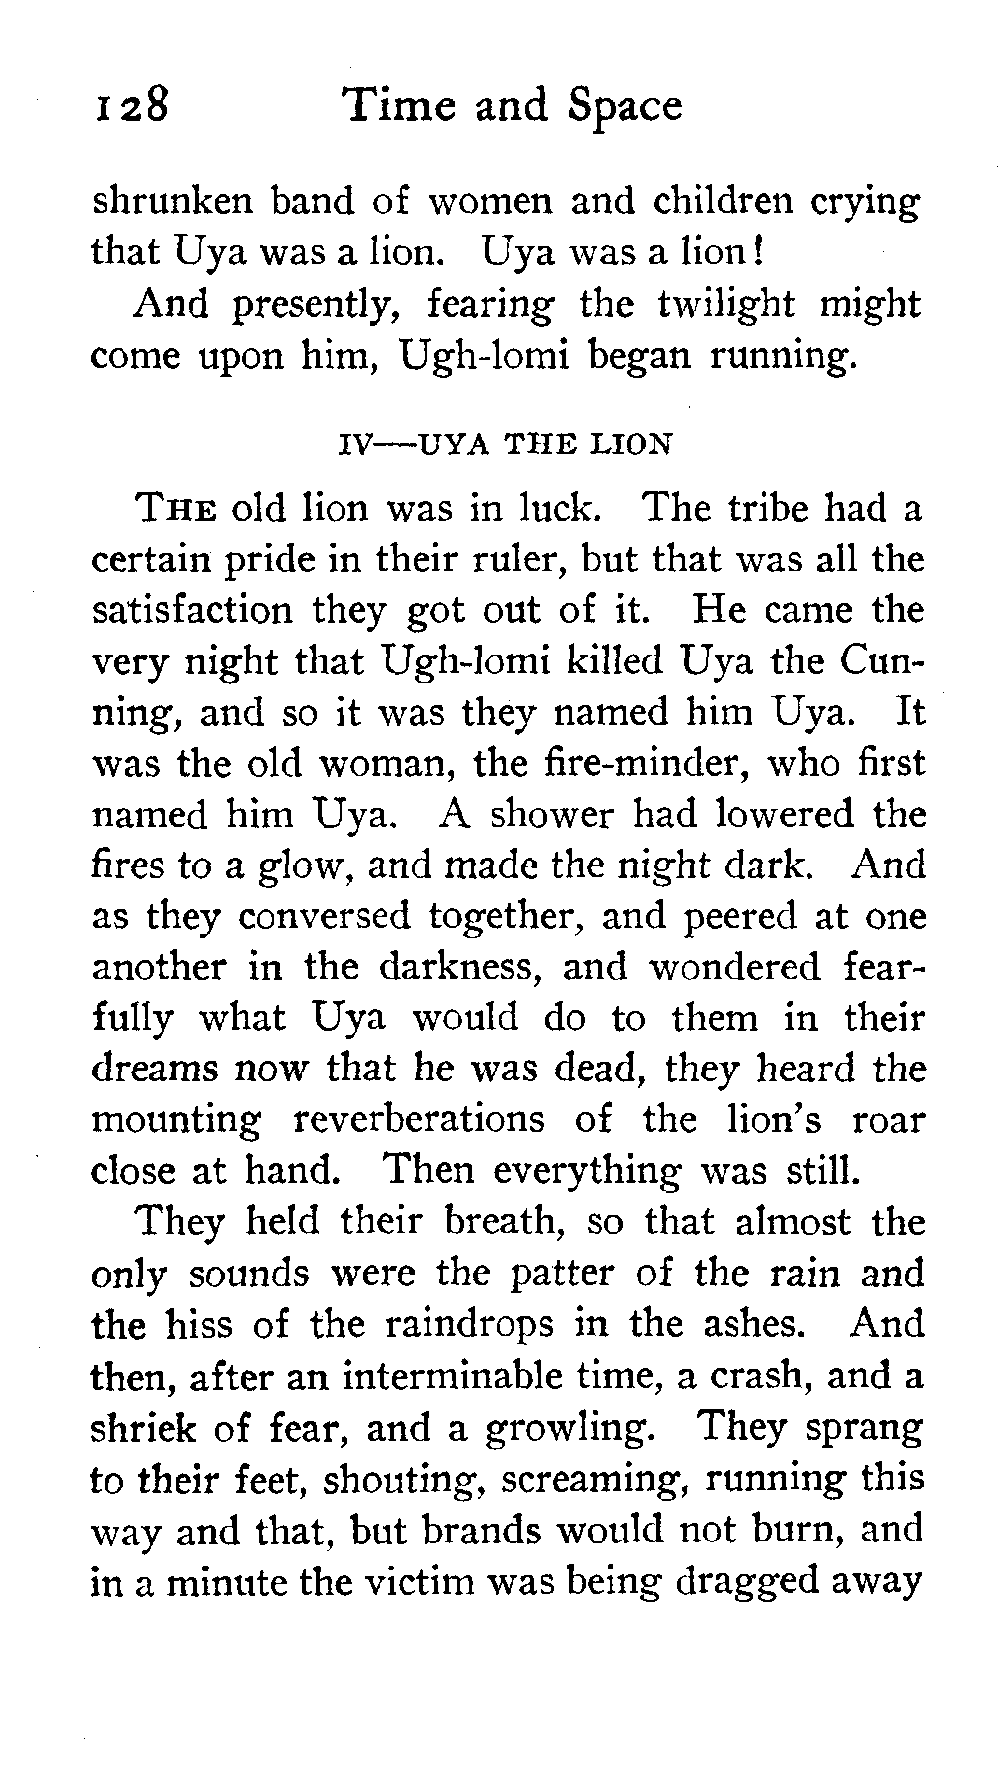 128 Time and Space
shrunken band of women and children crying
that Uya was a lion. Uya was a lion!
And presently, fearing the twilight might
come upon him, Ugh-lomi began running.
IV—UYA THE LION
THE old lion was in luck. The tribe had a
certain pride in their ruler, but that was all the
satisfaction they got out of it. He came the
very night that Ugh-lomi killed Uya the Cun-
ning, and so it was they named him Uya. It
was the old woman, the fire-minder, who first
named him Uya. A shower had lowered the
fires to a glow, and made the night dark. And
as they conversed together, and peered at one
another in the darkness, and wondered fear-
fully what Uya would do to them in their
dreams now that he was dead, they heard the
mounting reverberations of the lion's roar
close at hand. Then everything was still.
They held their breath, so that almost the
only sounds were the patter of the rain and
the hiss of the raindrops in the ashes. And
then, after an interminable time, a crash, and a
shriek of fear, and a growling. They sprang
to their feet, shouting, screaming, running this
way and that, but brands would not burn, and
in a minute the victim was being dragged away